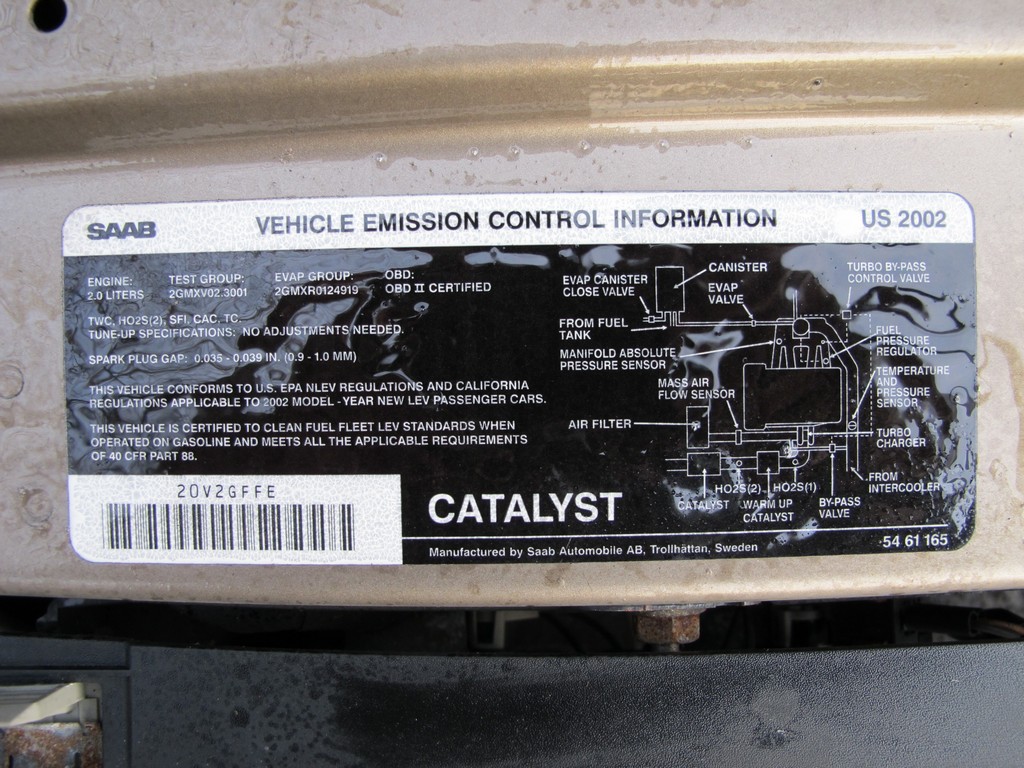 SAAB VEHICLE EMISSION CONTROL INFORMATION US 2002
ENGINE: TEST GROUP: EVAP GROUP: OBD:
2.0 LITERS 2GMXV02.3001 2GMXR0124919 OBD II CERTIFIED
TWC, HO2S(2), SFI, CAC, TC.
TUNE-UP SPECIFICATIONS: NO ADJUSTMENTS NEEDED.
SPARK PLUG GAP: 0.035 - 0.039 IN. (0.9 - 1.0 MM)
THIS VEHICLE CONFORMS TO U.S. EPA NLEV REGULATIONS AND CALIFORNIA
REGULATIONS APPLICABLE TO 2002 MODEL - YEAR NEW LEV PASSENGER CARS.
THIS VEHICLE IS CERTIFIED TO CLEAN FUEL FLEET LEV STANDARDS WHEN
OPERATED ON GASOLINE AND MEETS ALL THE APPLICABLE REQUIREMENTS
OF 40 CFR PART 88.
20V2GFFE
EVAP CANISTER
CLOSE VALVE
CANISTER
EVAP
VALVE
TURBO BY-PASS
CONTROL VALVE
FROM FUEL
TANK
MANIFOLD ABSOLUTE
PRESSURE SENSOR
FUEL
PRESSURE
REGULATOR
MASS AIR
FLOW SENSOR
TEMPERATURE
AND
PRESSURE
SENSOR
AIR FILTER
TURBO
CHARGER
FROM
INTERCOOLER
HO2S(2) HO2S(1)
CATALYST
WARM UP
CATALYST
BY-PASS
VALVE
CATALYST
Manufactured by Saab Automobile AB, Trollhättan, Sweden
54 61 165